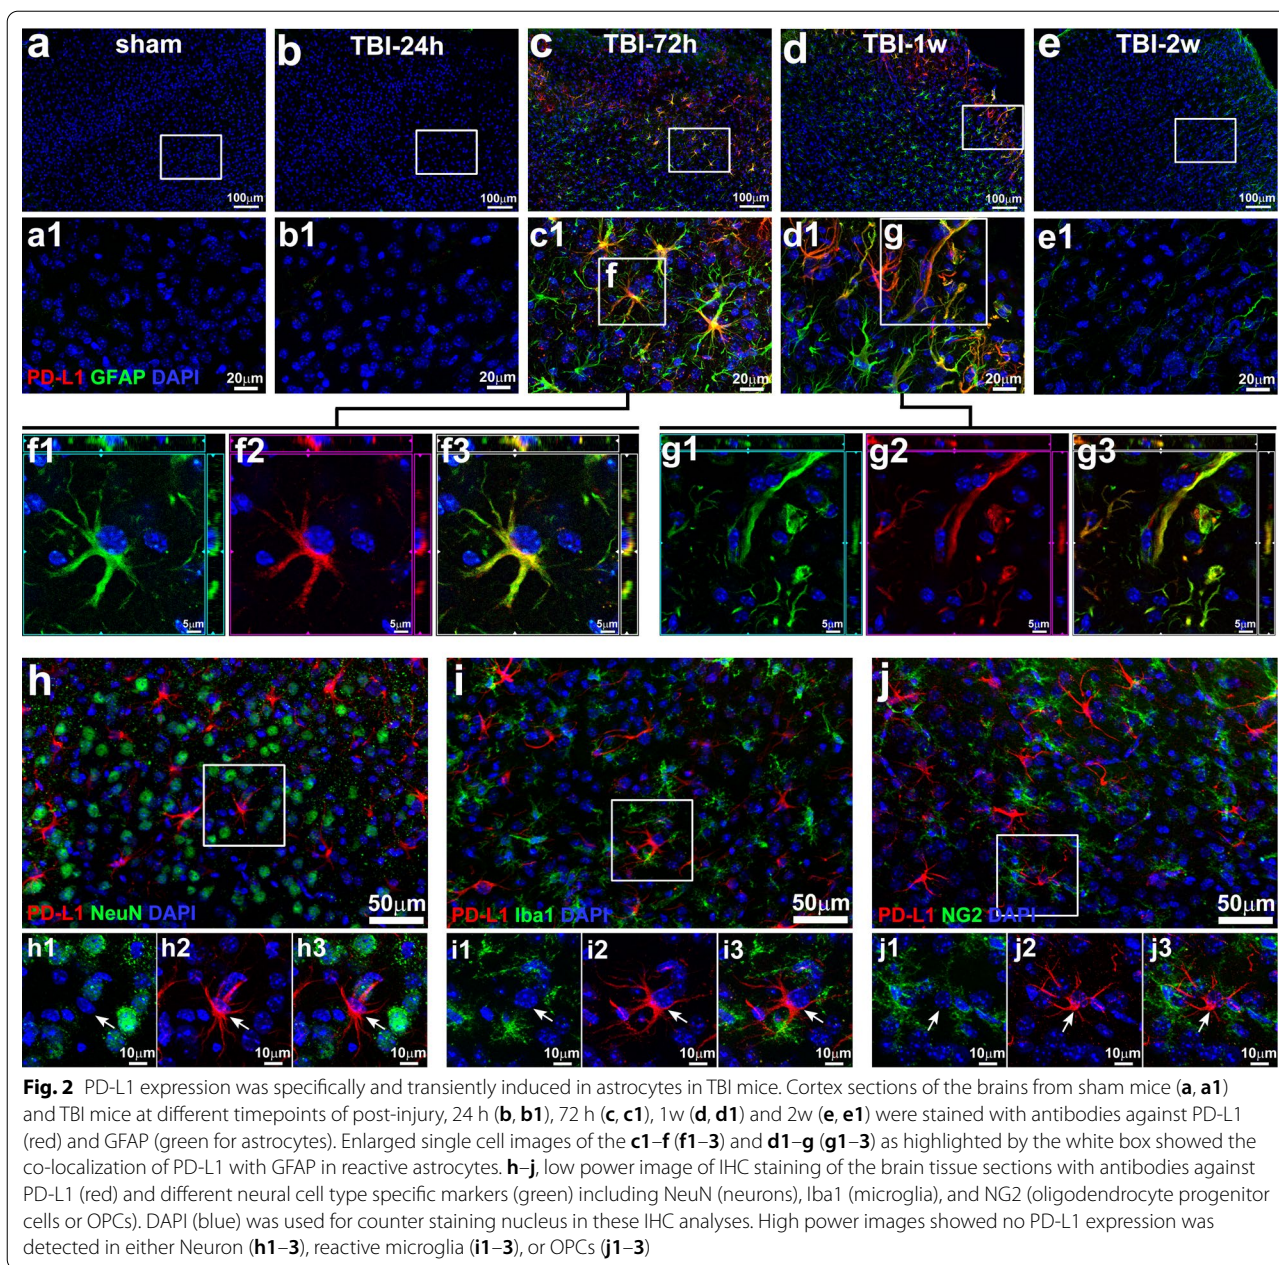 a sham
b TBI-24h
c TBI-72h
d TBI-1w
e TBI-2w
100μm
100μm
100μm
100μm
100μm
a1
b1
c1
f
d1
g
e1
PD-L1 GFAP DAPI
20μm
20μm
20μm
20μm
20μm
f1
f2
f3
g1
g2
g3
5μm
5μm
5μm
5μm
5μm
5μm
h
i
j
PD-L1 NeuN DAPI
50μm
PD-L1 Iba1 DAPI
50μm
PD-L1 NG2 DAPI
50μm
h1
h2
h3
i1
i2
i3
j1
j2
j3
10μm
10μm
10μm
10μm
10μm
10μm
10μm
10μm
10μm
Fig. 2 PD-L1 expression was specifically and transiently induced in astrocytes in TBI mice. Cortex sections of the brains from sham mice (a, a1)
and TBI mice at different timepoints of post-injury, 24 h (b, b1), 72 h (c, c1), 1w (d, d1) and 2w (e, e1) were stained with antibodies against PD-L1
(red) and GFAP (green for astrocytes). Enlarged single cell images of the c1–f (f1–3) and d1–g (g1–3) as highlighted by the white box showed the
co-localization of PD-L1 with GFAP in reactive astrocytes. h–j, low power image of IHC staining of the brain tissue sections with antibodies against
PD-L1 (red) and different neural cell type specific markers (green) including NeuN (neurons), Iba1 (microglia), and NG2 (oligodendrocyte progenitor
cells or OPCs). DAPI (blue) was used for counter staining nucleus in these IHC analyses. High power images showed no PD-L1 expression was
detected in either Neuron (h1–3), reactive microglia (i1–3), or OPCs (j1–3)